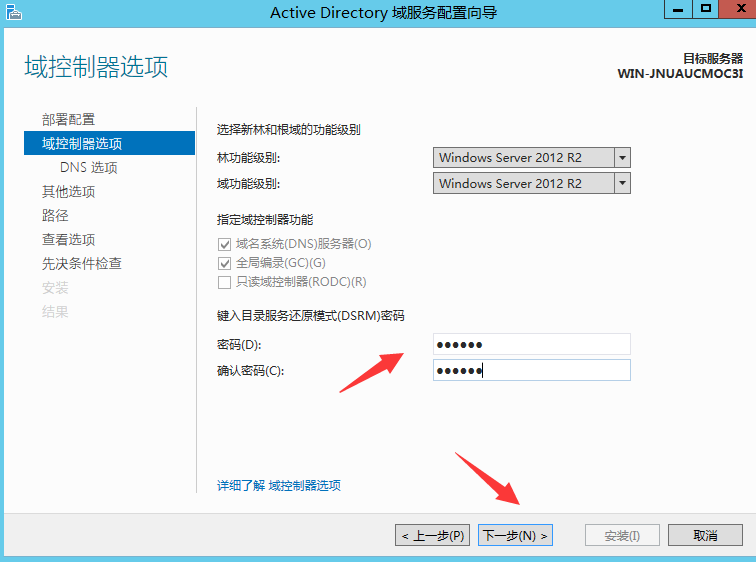 Active Directory 域服务配置向导
域控制器选项
目标服务器
WIN-JNUAUCMOC3I
部署配置
域控制器选项
DNS 选项
其他选项
路径
查看选项
先决条件检查
安装
结果
选择新林和根域的功能级别
林功能级别: Windows Server 2012 R2
域功能级别: Windows Server 2012 R2
指定域控制器功能
域名系统(DNS)服务器(O)
全局编录(GC)(G)
只读域控制器(RODC)(R)
键入目录服务还原模式(DSRM)密码
密码(D): ●●●●●●
确认密码(C): ●●●●●●
详细了解 域控制器选项
< 上一步(P) 下一步(N) > 安装(I) 取消